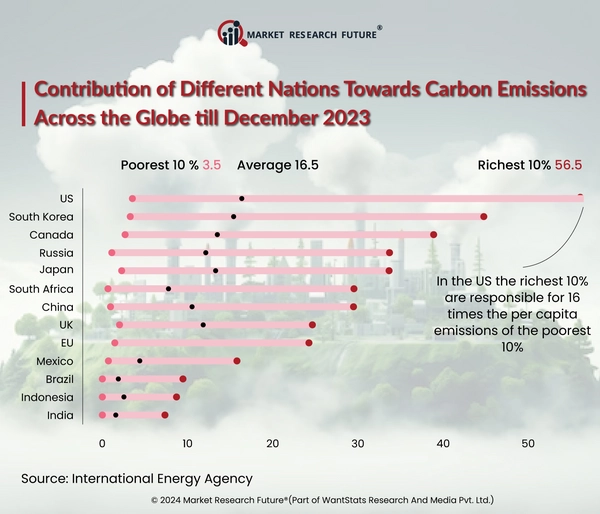 MARKET RESEARCH FUTURE®
Contribution of Different Nations Towards Carbon Emissions
Across the Globe till December 2023
Poorest 10 % 3.5 Average 16.5 Richest 10% 56.5
US
South Korea
Canada
Russia
Japan
South Africa
China
UK
EU
Mexico
Brazil
Indonesia
India
In the US the richest 10%
are responsible for 16
times the per capita
emissions of the poorest
10%
0 10 20 30 40 50
Source: International Energy Agency
© 2024 Market Research Future®(Part of WantStats Research And Media Pvt. Ltd.)